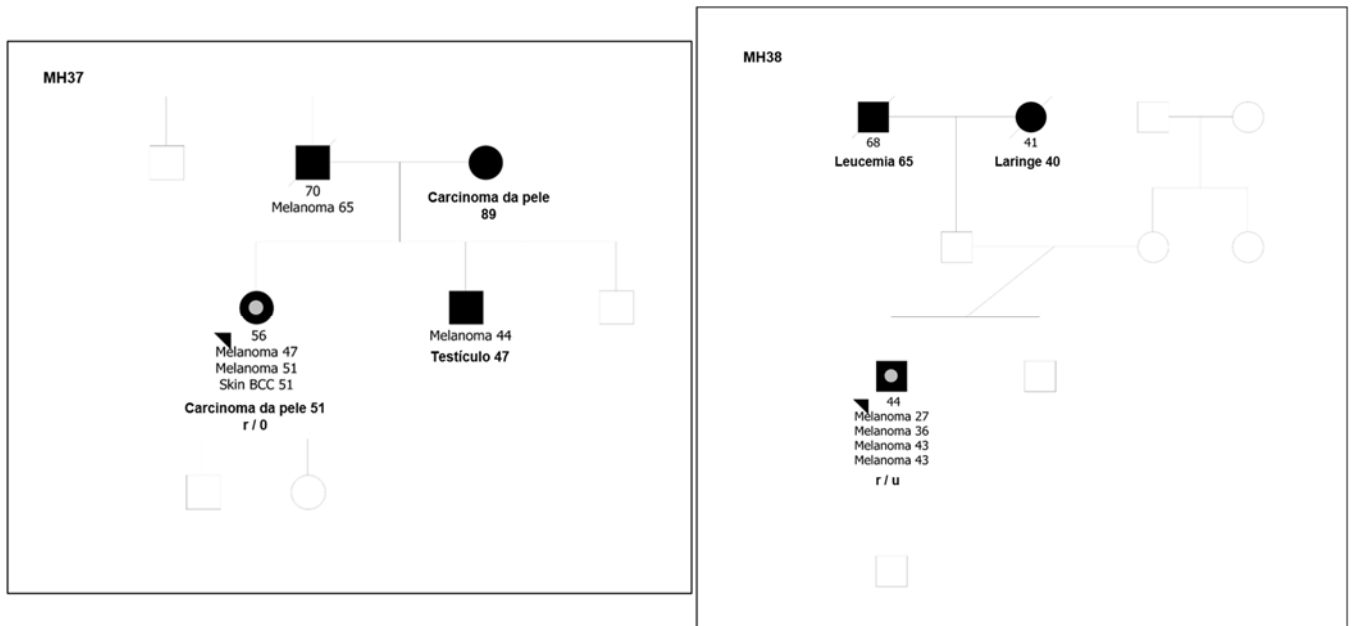 MH37
70
Melanoma 65
Carcinoma da pele
89
56
Melanoma 47
Melanoma 51
Skin BCC 51
Carcinoma da pele 51
r / 0
Melanoma 44
Testículo 47
MH38
68
Leucemia 65
41
Laringe 40
44
Melanoma 27
Melanoma 36
Melanoma 43
Melanoma 43
r / u